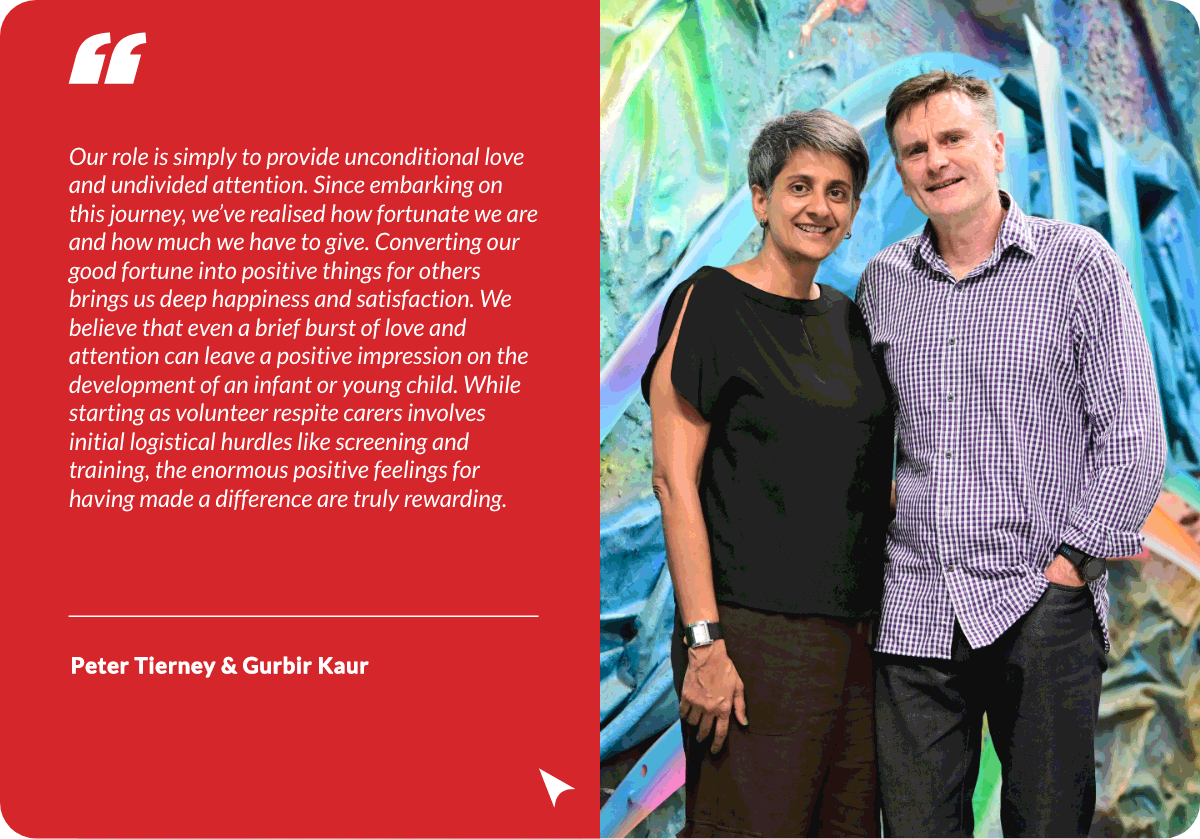 “
Our role is simply to provide unconditional love
and undivided attention. Since embarking on
this journey, we’ve realised how fortunate we are
and how much we have to give. Converting our
good fortune into positive things for others
brings us deep happiness and satisfaction. We
believe that even a brief burst of love and
attention can leave a positive impression on the
development of an infant or young child. While
starting as volunteer respite carers involves
initial logistical hurdles like screening and
training, the enormous positive feelings for
having made a difference are truly rewarding.
Peter Tierney & Gurbir Kaur